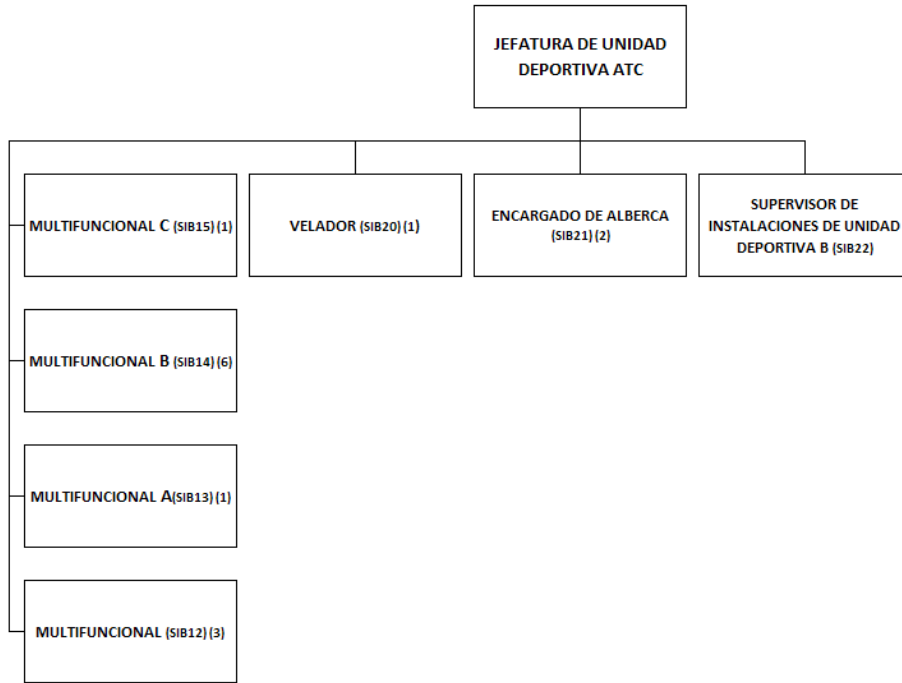 JEFATURA DE UNIDAD
DEPORTIVA ATC
MULTIFUNCIONAL C (SIB15) (1)
VELADOR (SIB20) (1)
ENCARGADO DE ALBERCA
(SIB21) (2)
SUPERVISOR DE
INSTALACIONES DE UNIDAD
DEPORTIVA B (SIB22)
MULTIFUNCIONAL B (SIB14) (6)
MULTIFUNCIONAL A(SIB13) (1)
MULTIFUNCIONAL (SIB12) (3)